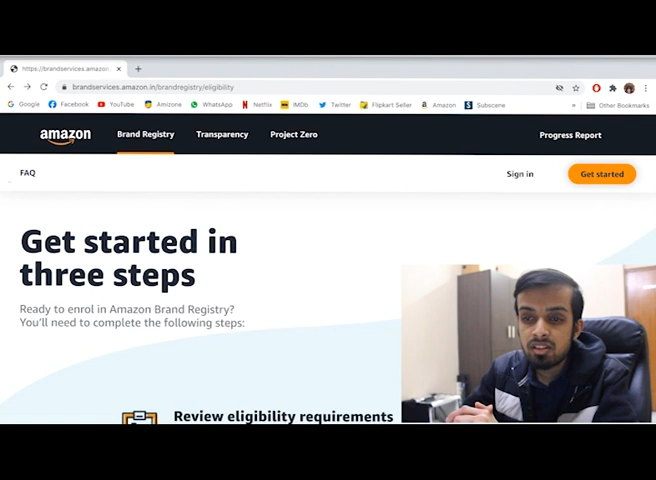 https://brandservices.amazon.
brandservices.amazon.in/brandregistry/eligibility
Google Facebook YouTube Amizone WhatsApp Netflix IMDb Twitter Flipkart Seller Amazon Subscene » Other Bookmarks
amazon Brand Registry Transparency Project Zero Progress Report
FAQ Sign in Get started
Get started in
three steps
Ready to enrol in Amazon Brand Registry?
You'll need to complete the following steps:
Review eligibility requirements